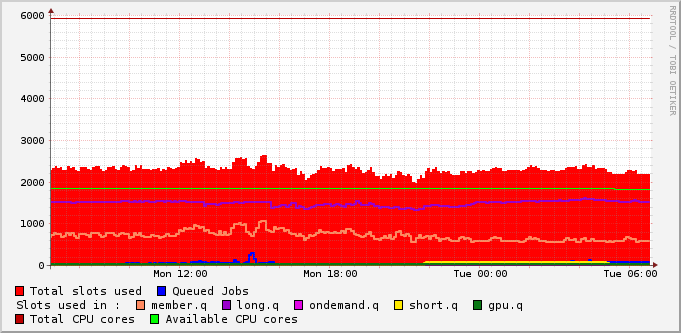 RRDTOOL / TOBI OETIKER
6000
5000
4000
3000
2000
1000
0
Mon 12:00 Mon 18:00 Tue 00:00 Tue 06:00
Total slots used Queued Jobs
Slots used in : member.q long.q ondemand.q short.q gpu.q
Total CPU cores Available CPU cores